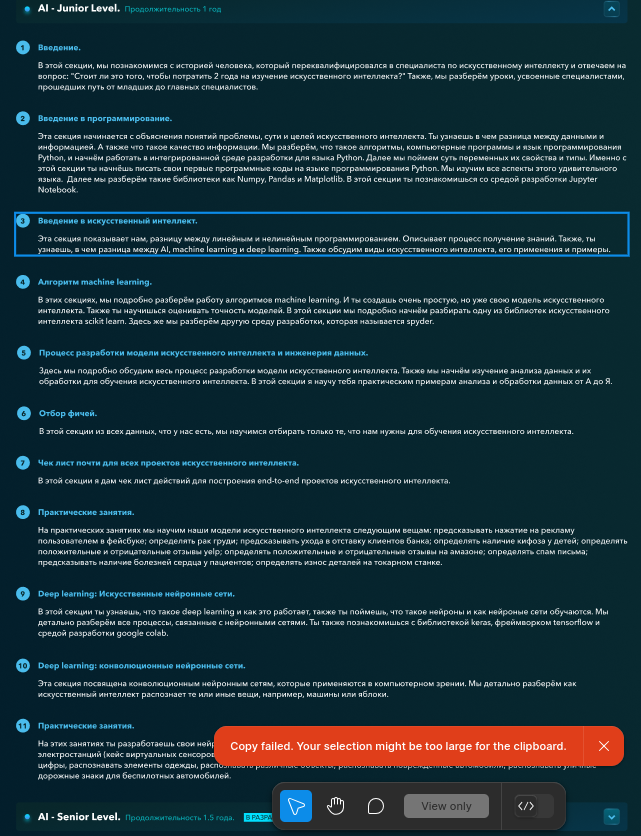 AI - Junior Level. Продолжительность 1 год
1 Введение.
В этой секции, мы познакомимся с историей человека, который переквалифицировался в специалиста по искусственному интеллекту и отвечаем на
вопрос: "Стоит ли это того, чтобы потратить 2 года на изучение искусственного интеллекта?" Также, мы разберём уроки, усвоенные специалистами,
прошедших путь от младших до главных специалистов.
2 Введение в программирование.
Эта секция начинается с объяснения понятий проблемы, сути и целей искусственного интеллекта. Ты узнаешь в чем разница между данными и
информацией. А также что такое качество информации. Мы разберём, что такое алгоритмы, компьютерные программы и язык программирования
Python, и начнём работать в интегрированной среде разработки для языка Python. Далее мы поймем суть переменных их свойства и типы. Именно с
этой секции ты начнёшь писать свои первые программные коды на языке программирования Python. Мы изучим все аспекты этого удивительного
языка. Далее мы разберём такие библиотеки как Numpy, Pandas и Matplotlib. В этой секции ты познакомишься со средой разработки Jupyter
Notebook.
3 Введение в искусственный интеллект.
Эта секция показывает нам, разницу между линейным и нелинейным программированием. Описывает процесс получение знаний. Также, ты
узнаешь, в чем разница между AI, machine learning и deep learning. Также обсудим виды искусственного интеллекта, его применения и примеры.
4 Алгоритм machine learning.
В этих секциях, мы подробно разберём работу алгоритмов machine learning. И ты создашь очень простую, но уже свою модель искусственного
интеллекта. Также ты научишься оценивать точность моделей. В этой секции мы подробно начнём разбирать одну из библиотек искусственного
интеллекта scikit learn. Здесь же мы разберём другую среду разработки, которая называется spyder.
5 Процесс разработки модели искусственного интеллекта и инженерия данных.
Здесь мы подробно обсудим весь процесс разработки модели искусственного интеллекта. Также мы начнём изучение анализа данных и их
обработки для обучения искусственного интеллекта. В этой секции я научу тебя практическим примерам анализа и обработки данных от А до Я.
6 Отбор фичей.
В этой секции из всех данных, что у нас есть, мы научимся отбирать только те, что нам нужны для обучения искусственного интеллекта.
7 Чек лист почти для всех проектов искусственного интеллекта.
В этой секции я дам чек лист действий для построения end-to-end проектов искусственного интеллекта.
8 Практические занятия.
На практических занятиях мы научим наши модели искусственного интеллекта следующим вещам: предсказывать нажатие на рекламу
пользователем в фейсбуке; определять рак груди; предсказывать ухода в отставку клиентов банка; определять наличие кифоза у детей; определять
положительные и отрицательные отзывы yelp; определять положительные и отрицательные отзывы на амазоне; определять спам письма;
предсказывать наличие болезней сердца у пациентов; определять износ деталей на токарном станке.
9 Deep learning: Искусственные нейронные сети.
В этой секции ты узнаешь, что такое deep learning и как это работает, также ты поймешь, что такое нейроны и как нейроные сети обучаются. Мы
детально разберём все процессы, связанные с нейронными сетями. Ты также познакомишься с библиотекой keras, фреймворком tensorflow и
средой разработки google colab.
10 Deep learning: конволюционные нейронные сети.
Эта секция посвящена конволюционным нейронным сетям, которые применяются в компьютерном зрении. Мы детально разберём как
искусственный интеллект распознает те или иные вещи, например, машины или яблоки.
11 Практические занятия.
На этих занятиях ты разработаешь свои
электростанций (кейс виртуальных сенсоров
цифры, распознавать элементы одежды,
дорожные знаки для беспилотных автомобилей.
Copy failed. Your selection might be too large for the clipboard.
View only
AI - Senior Level. Продолжительность 1.5 года.